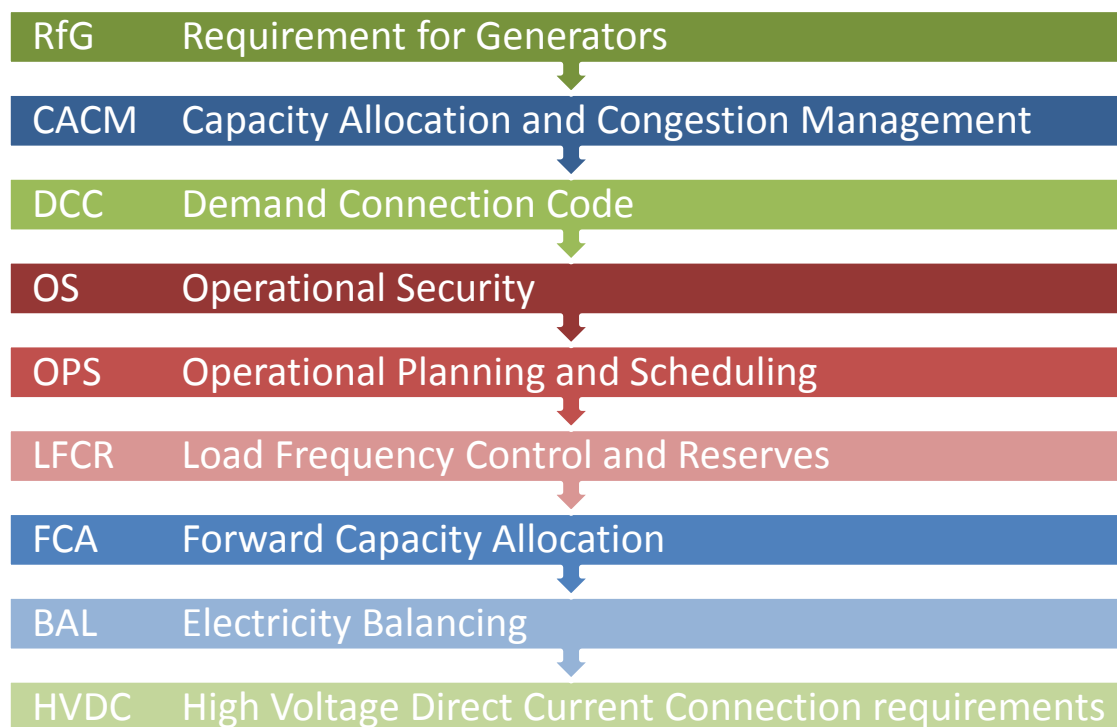 RfG Requirement for Generators
CACM Capacity Allocation and Congestion Management
DCC Demand Connection Code
OS Operational Security
OPS Operational Planning and Scheduling
LFCR Load Frequency Control and Reserves
FCA Forward Capacity Allocation
BAL Electricity Balancing
HVDC High Voltage Direct Current Connection requirements